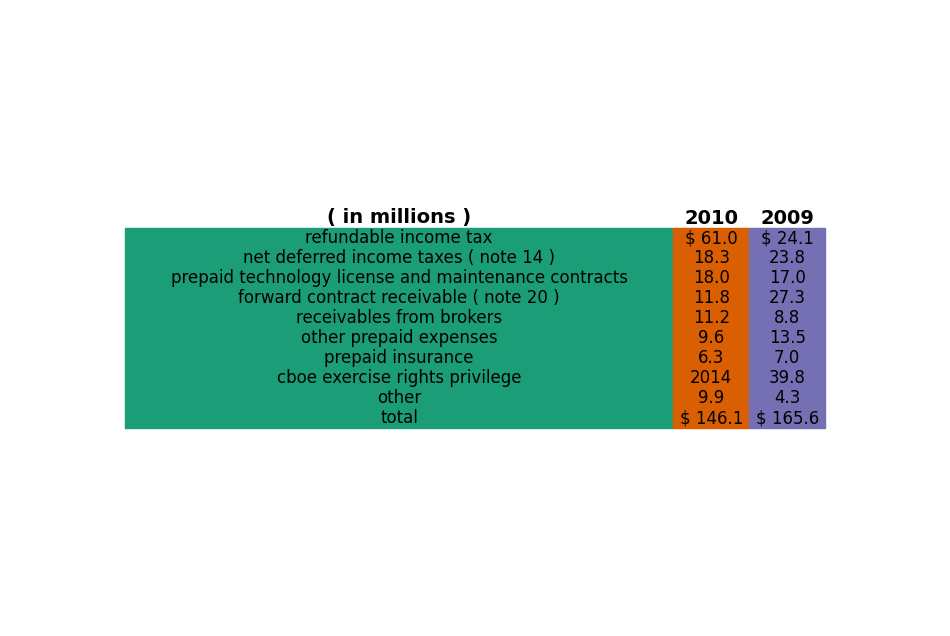 ( in millions ) 2010 2009
refundable income tax $ 61.0 $ 24.1
net deferred income taxes ( note 14 ) 18.3 23.8
prepaid technology license and maintenance contracts 18.0 17.0
forward contract receivable ( note 20 ) 11.8 27.3
receivables from brokers 11.2 8.8
other prepaid expenses 9.6 13.5
prepaid insurance 6.3 7.0
cboe exercise rights privilege 2014 39.8
other 9.9 4.3
total $ 146.1 $ 165.6